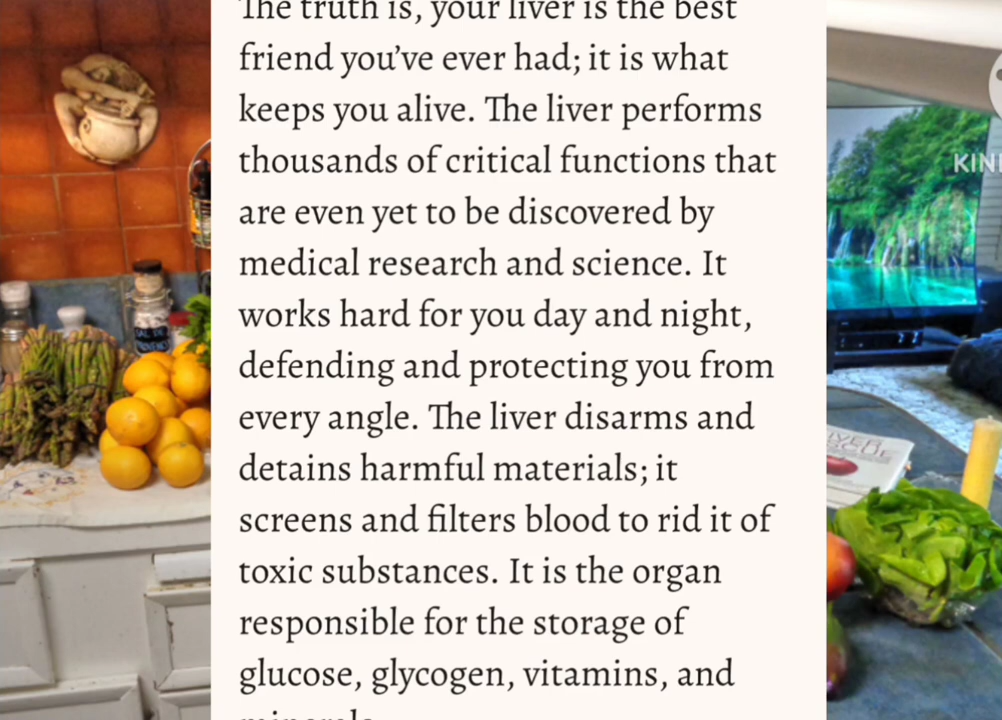 The truth is, your liver is the best
friend you’ve ever had; it is what
keeps you alive. The liver performs
thousands of critical functions that
are even yet to be discovered by
medical research and science. It
works hard for you day and night,
defending and protecting you from
every angle. The liver disarms and
detains harmful materials; it
screens and filters blood to rid it of
toxic substances. It is the organ
responsible for the storage of
glucose, glycogen, vitamins, and
minerals.
KIN